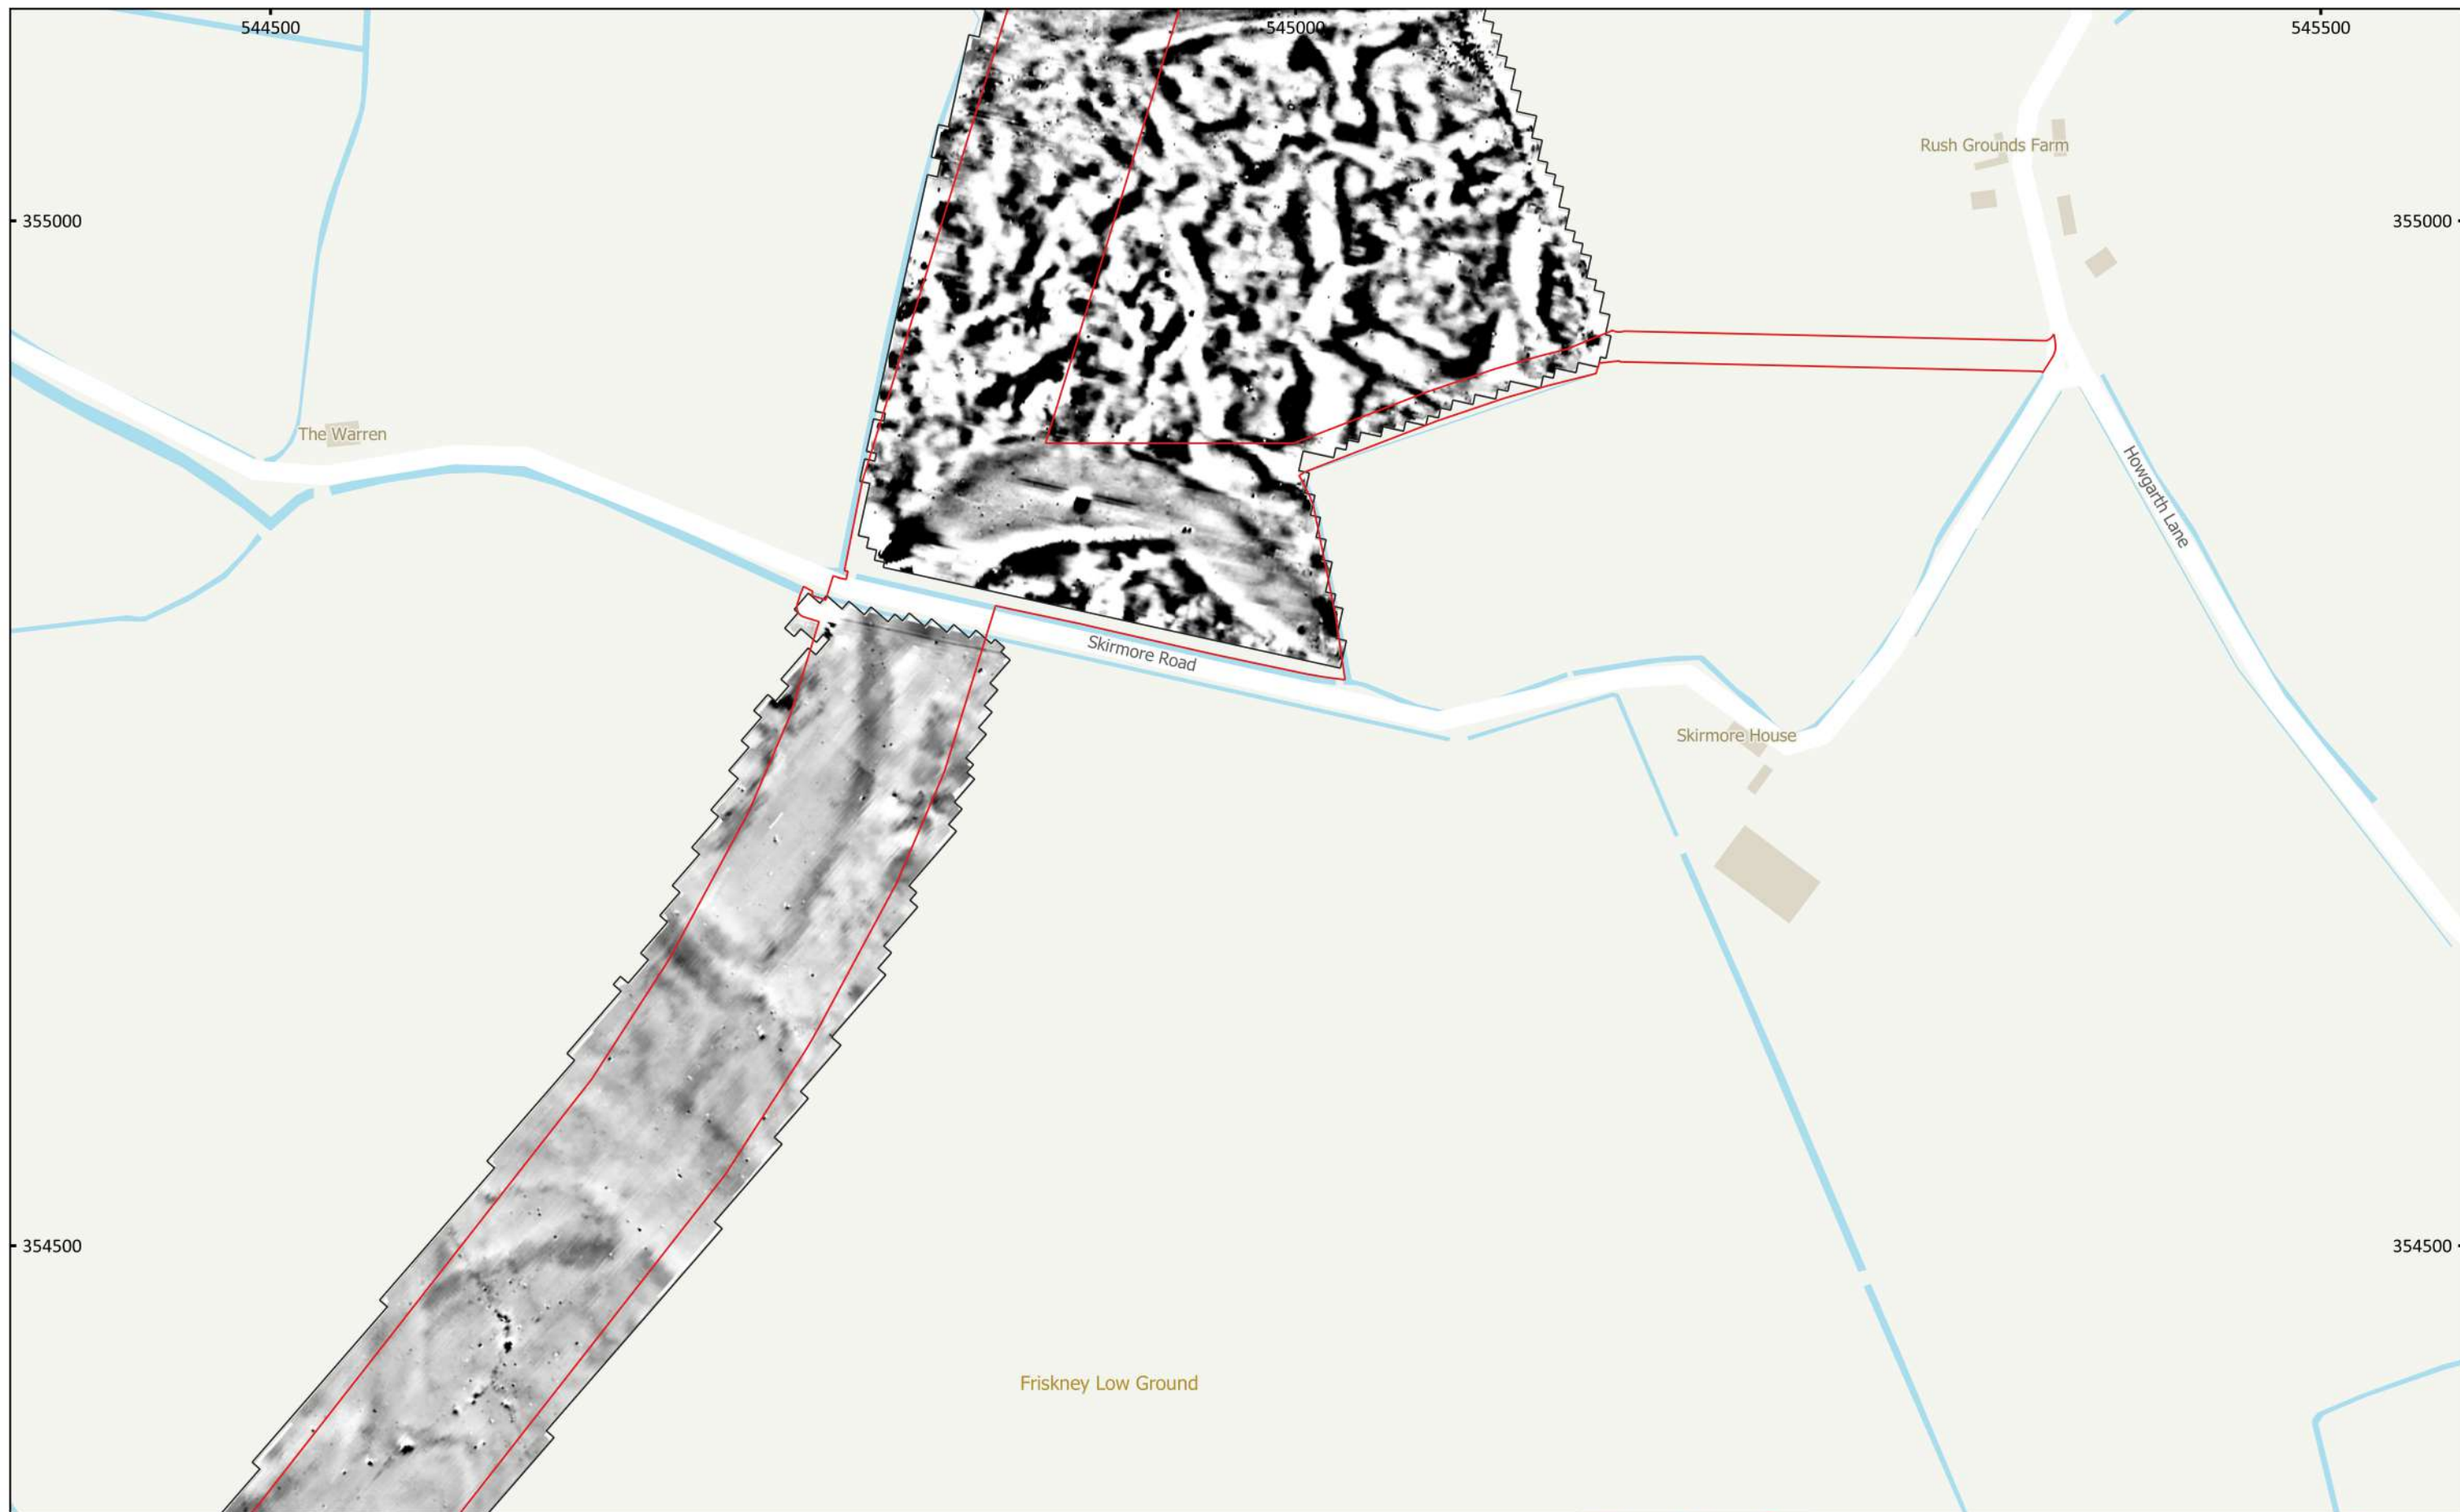 544500
545000
545500
Rush Grounds Farm
355000
355000
The Warren
Howgarth Lane
Skirmore Road
Skirmore House
354500
354500
Friskney Low Ground